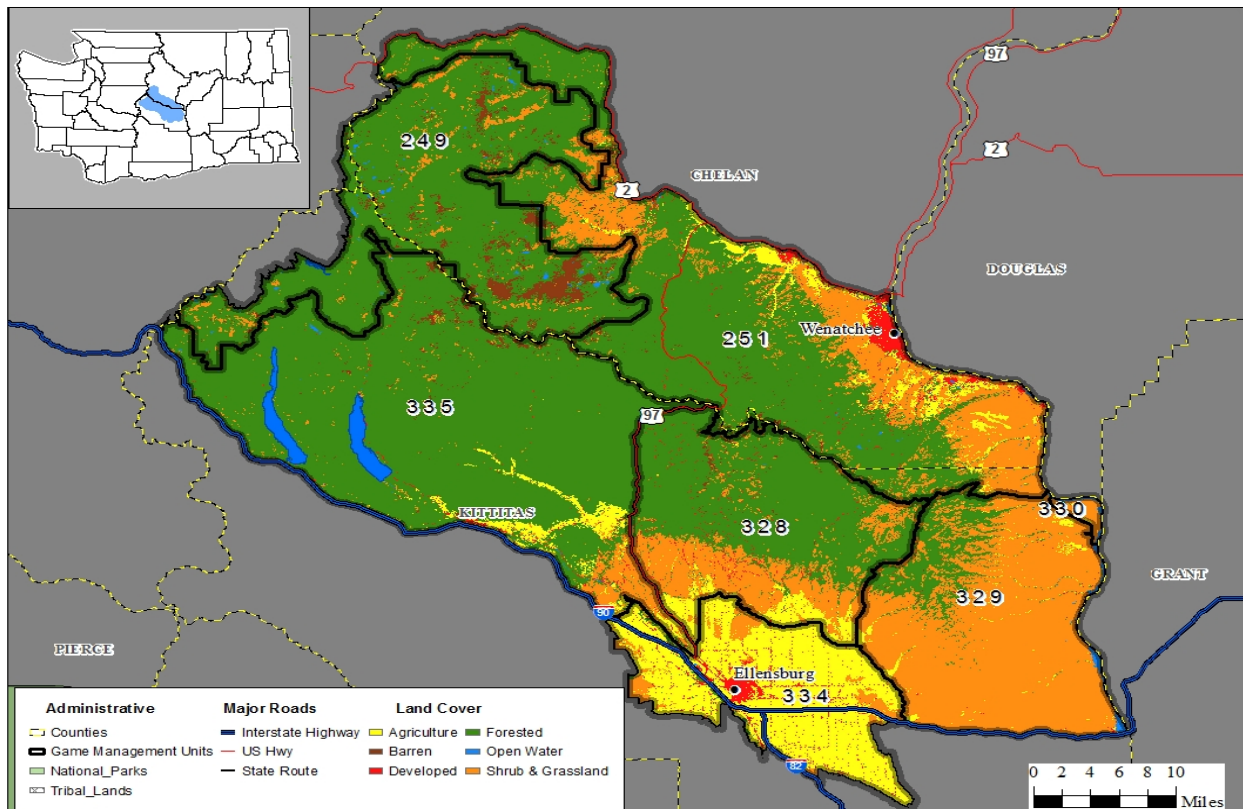 97
2
249
2
CHELAN
DOUGLAS
Wenatchee
251
335
97
KITTITAS
328
330
329
GRANT
90
PIERCE
Ellensburg
334
82
Administrative
Counties
Game Management Units
National_Parks
Tribal_Lands
Major Roads
Interstate Highway
US Hwy
State Route
Land Cover
Agriculture
Barren
Developed
Forested
Open Water
Shrub & Grassland
0 2 4 6 8 10
Miles